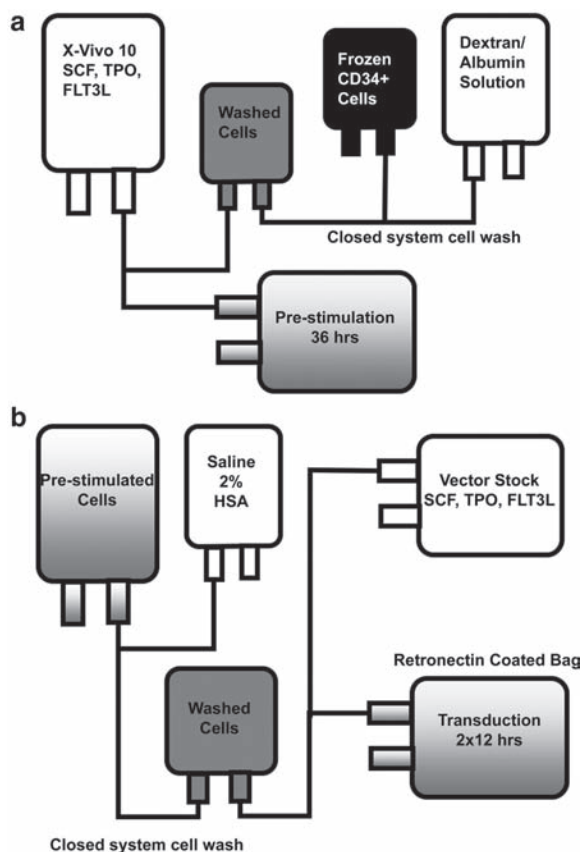 a
X-Vivo 10
SCF, TPO,
FLT3L
Washed
Cells
Frozen
CD34+
Cells
Dextran/
Albumin
Solution
Closed system cell wash
Pre-stimulation
36 hrs
b
Pre-stimulated
Cells
Saline
2%
HSA
Vector Stock
SCF, TPO, FLT3L
Washed
Cells
Retronectin Coated Bag
Transduction
2x12 hrs
Closed system cell wash